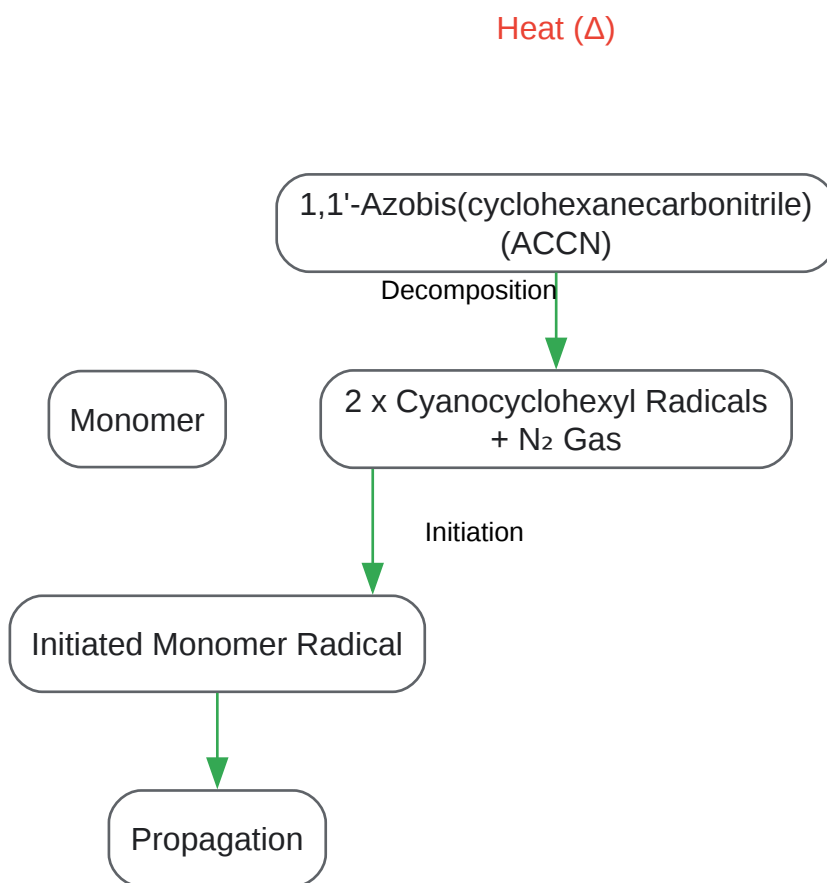 Heat (Δ)
1,1'-Azobis(cyclohexanecarbonitrile)
(ACCN)
Decomposition
Monomer
2 x Cyanocyclohexyl Radicals
+ N₂ Gas
Initiation
Initiated Monomer Radical
Propagation